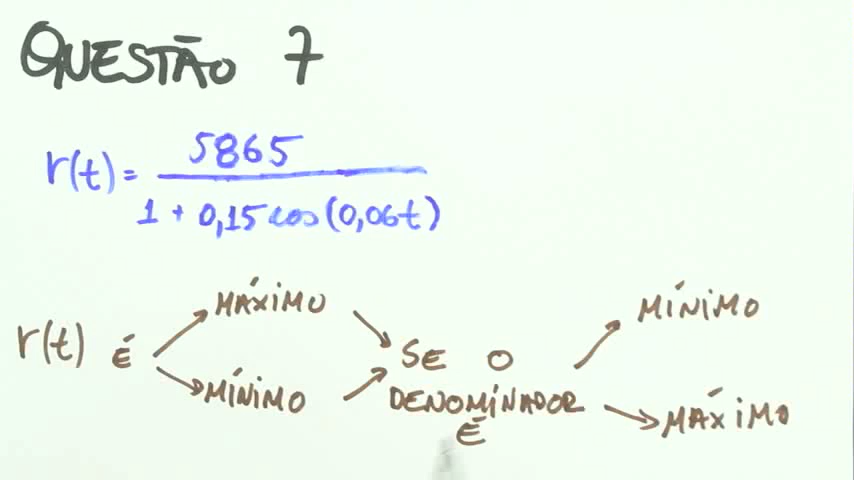 QUESTÃO 7
r(t) = 5865
1 + 0,15 cos (0,06t)
r(t) É MÁXIMO MÍNIMO
SE O DENOMINADOR É
MÍNIMO MÁXIMO